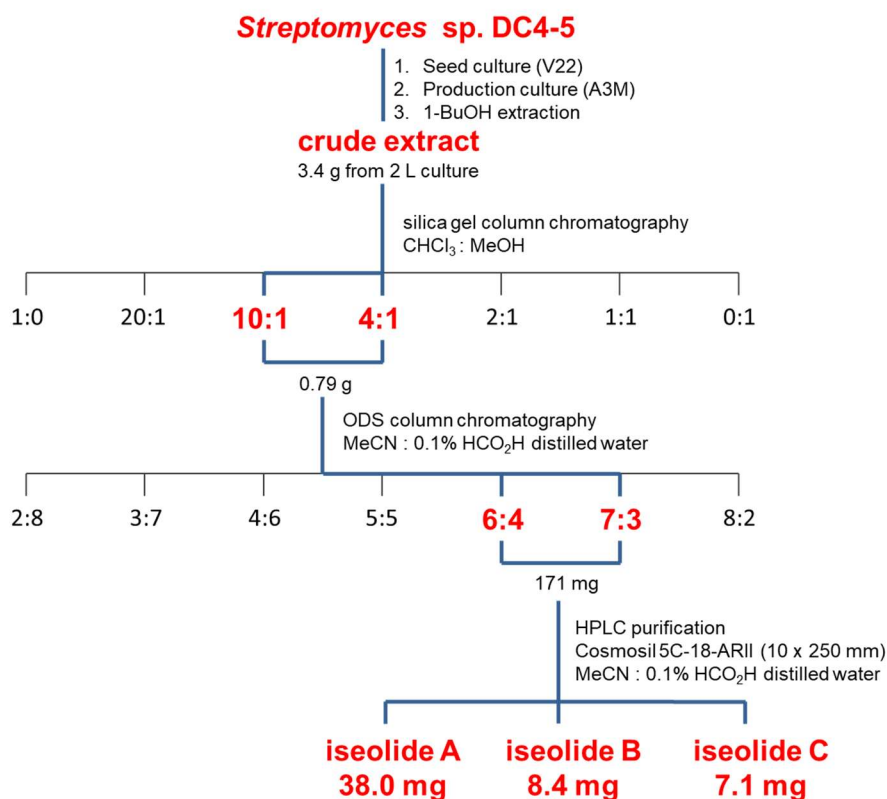 Streptomyces sp. DC4-5
1. Seed culture (V22)
2. Production culture (A3M)
3. 1-BuOH extraction
crude extract
3.4 g from 2 L culture
silica gel column chromatography
CHCl₃ : MeOH
1:0 20:1 10:1 4:1 2:1 1:1 0:1
0.79 g
ODS column chromatography
MeCN : 0.1% HCO₂H distilled water
2:8 3:7 4:6 5:5 6:4 7:3 8:2
171 mg
HPLC purification
Cosmosil 5C-18-ARII (10 x 250 mm)
MeCN : 0.1% HCO₂H distilled water
iseolide A iseolide B iseolide C
38.0 mg 8.4 mg 7.1 mg